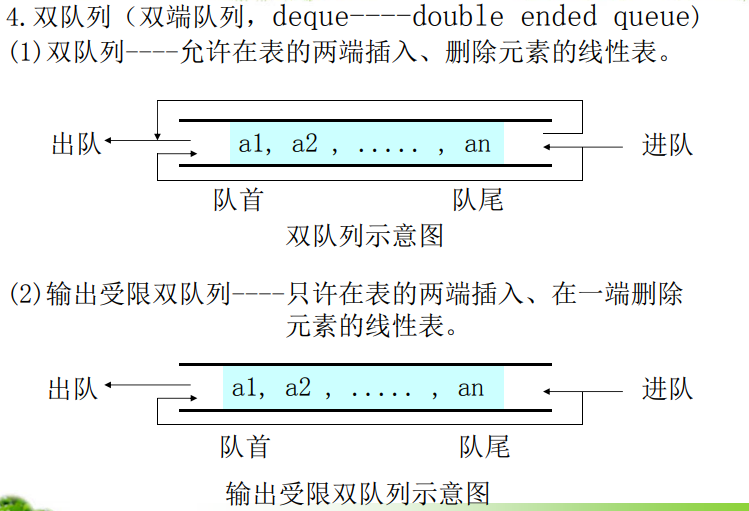 4.双队列（双端队列，deque----double ended queue)
(1)双队列----允许在表的两端插入、删除元素的线性表。
出队 a1, a2 , ..... , an 进队
队首 队尾
双队列示意图
(2)输出受限双队列----只许在表的两端插入、在一端删除
元素的线性表。
出队 a1, a2 , ..... , an 进队
队首 队尾
输出受限双队列示意图